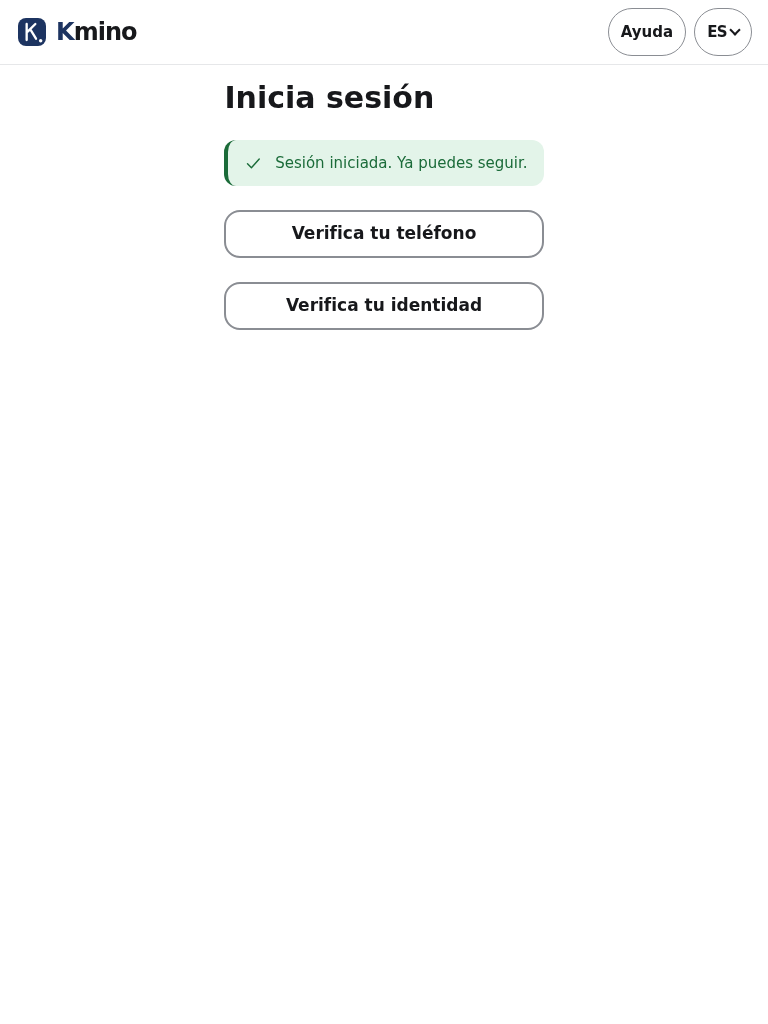 K. Kmino
Ayuda
ES
Inicia sesión
Sesión iniciada. Ya puedes seguir.
Verifica tu teléfono
Verifica tu identidad